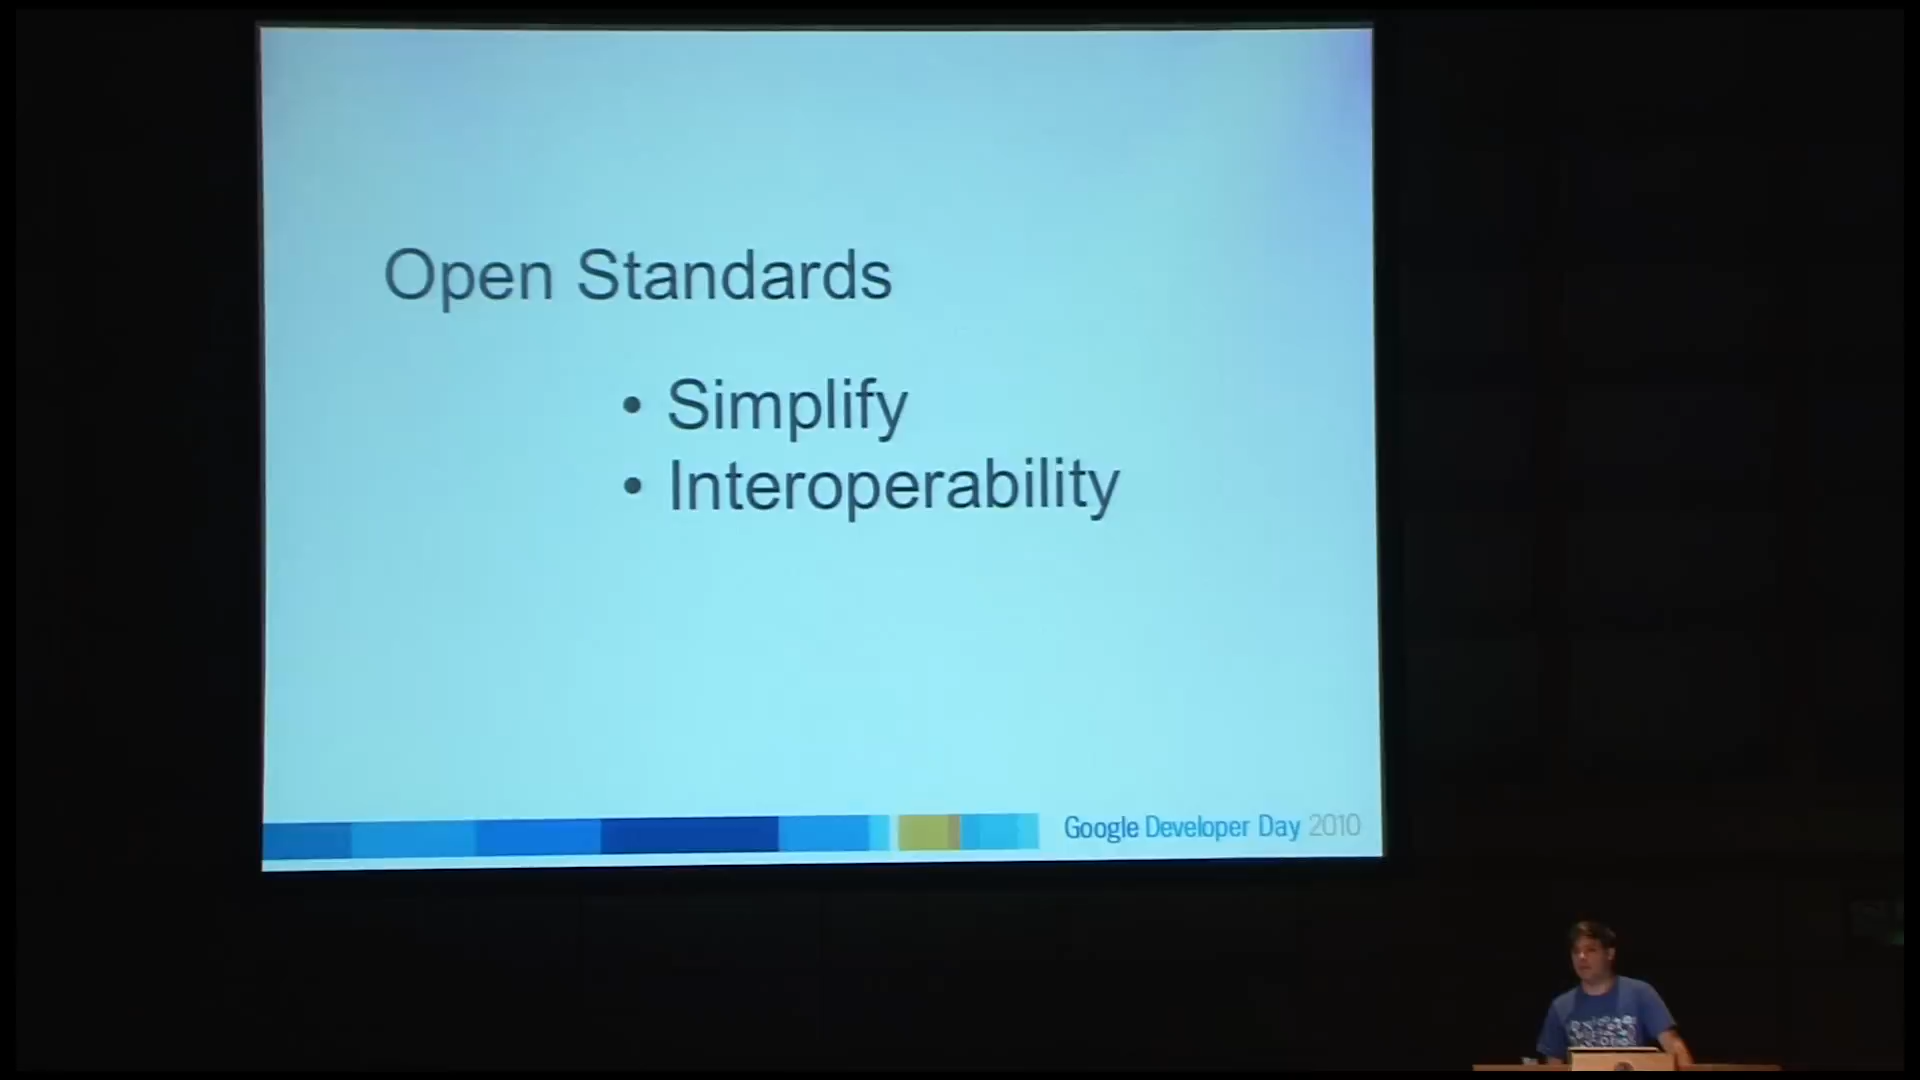 Open Standards
• Simplify
• Interoperability
Google Developer Day 2010